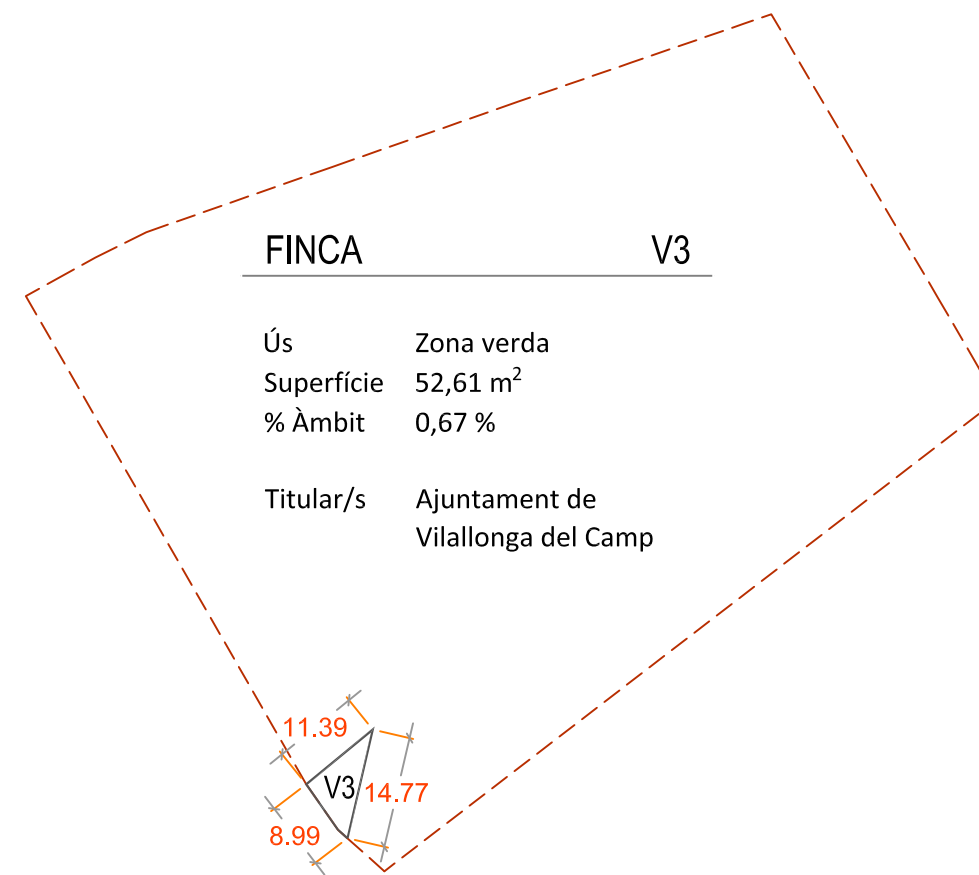 FINCA V3
Ús Zona verda
Superfície 52,61 m²
% Àmbit 0,67 %
Titular/s Ajuntament de
Vilallonga del Camp
11.39
V3 14.77
8.99